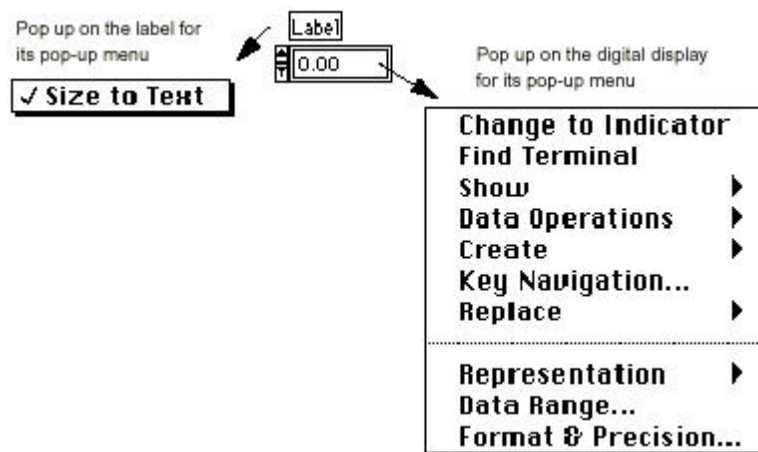 Pop up on the label for
its pop-up menu
✓ Size to Text
Label
0.00
Pop up on the digital display
for its pop-up menu
Change to Indicator
Find Terminal
Show
Data Operations
Create
Key Navigation...
Replace
Representation
Data Range...
Format & Precision...